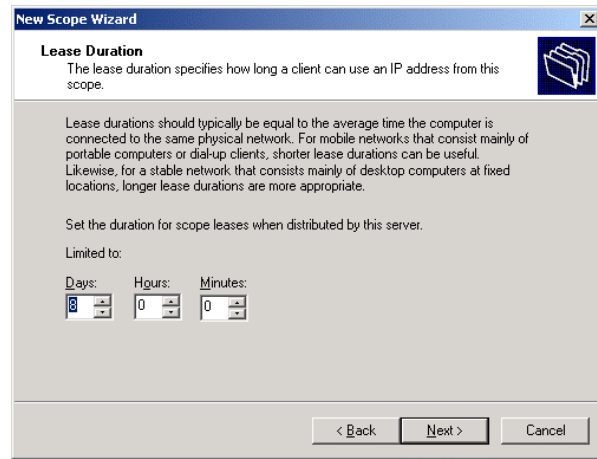 New Scope Wizard
Lease Duration
The lease duration specifies how long a client can use an IP address from this
scope.
Lease durations should typically be equal to the average time the computer is
connected to the same physical network. For mobile networks that consist mainly of
portable computers or dial-up clients, shorter lease durations can be useful.
Likewise, for a stable network that consists mainly of desktop computers at fixed
locations, longer lease durations are more appropriate.
Set the duration for scope leases when distributed by this server.
Limited to:
Days: Hours: Minutes:
8 0 0
< Back Next > Cancel